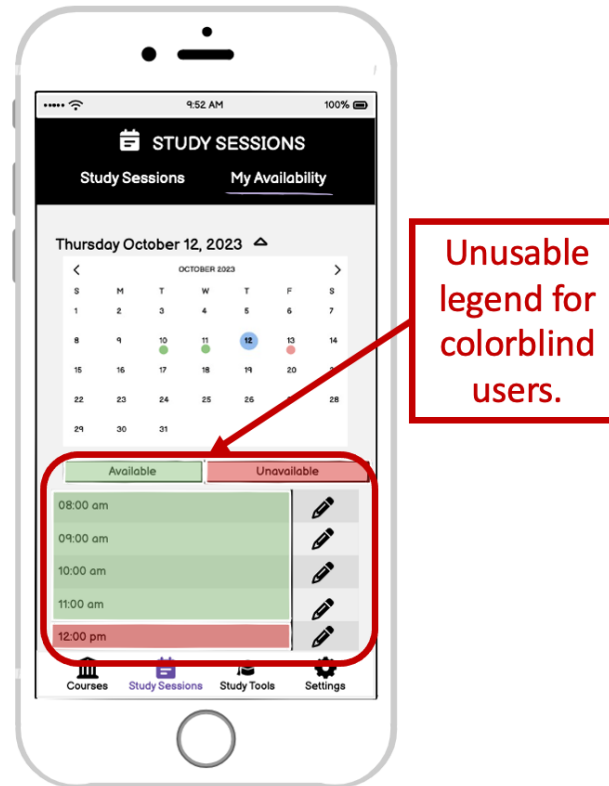 9:52 AM 100%
STUDY SESSIONS
Study Sessions My Availability
Thursday October 12, 2023
OCTOBER 2023
S M T W T F S
1 2 3 4 5 6 7
8 9 10 11 12 13 14
15 16 17 18 19 20
22 23 24 25 26 28
29 30 31
Available Unavailable
08:00 am
09:00 am
10:00 am
11:00 am
12:00 pm
Courses Study Sessions Study Tools Settings
Unusable
legend for
colorblind
users.